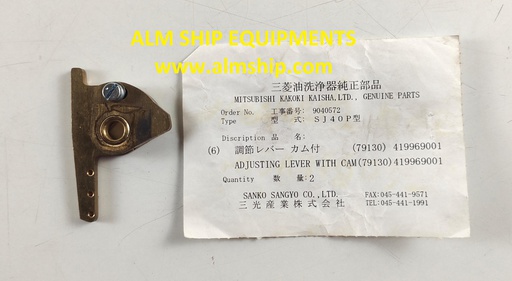 ALM SHIP EQUIPMENTS
www.almship.com
三菱油洗浄器純正部品
MITSUBISHI KAKOKI KAISHA,LTD., GENUINE PARTS
Order No. 工事番号: 9040572
Type 型 式: SJ40P型
Discription 品 名:
(6) 調節レバー カム付 (79130) 419969001
ADJUSTING LEVER WITH CAM(79130) 419969001
Quantity 数 量: 2
SANKO SANGYO CO.,LTD. FAX:045-441-9571
三光産業株式会社 TEL:045-441-1991